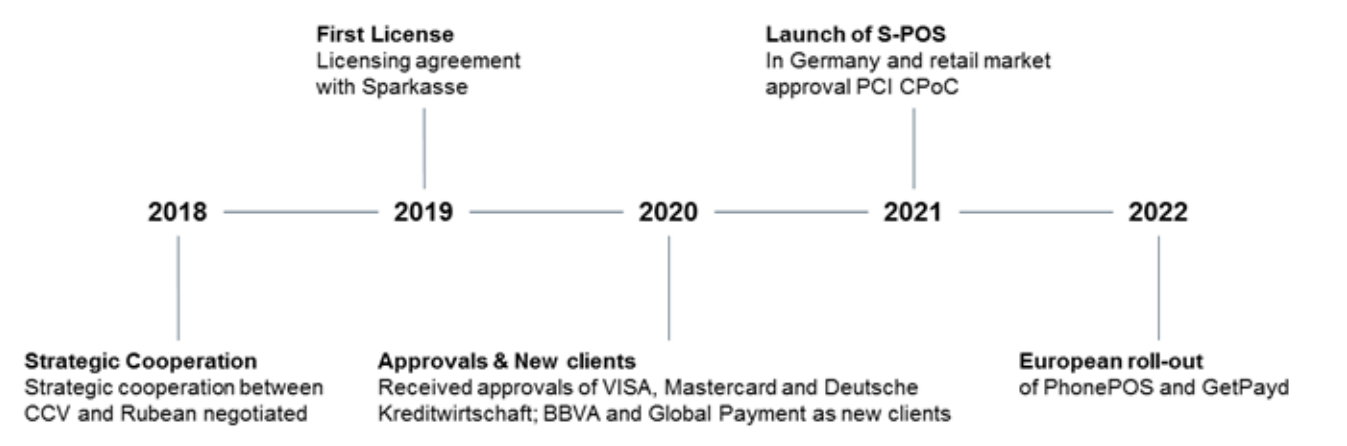 First License
Licensing agreement
with Sparkasse
Launch of S-POS
In Germany and retail market
approval PCI CPoC
2018
2019
2020
2021
2022
Strategic Cooperation
Strategic cooperation between
CCV and Rubean negotiated
Approvals & New clients
Received approvals of VISA, Mastercard and Deutsche
Kreditwirtschaft; BBVA and Global Payment as new clients
European roll-out
of PhonePOS and GetPayd